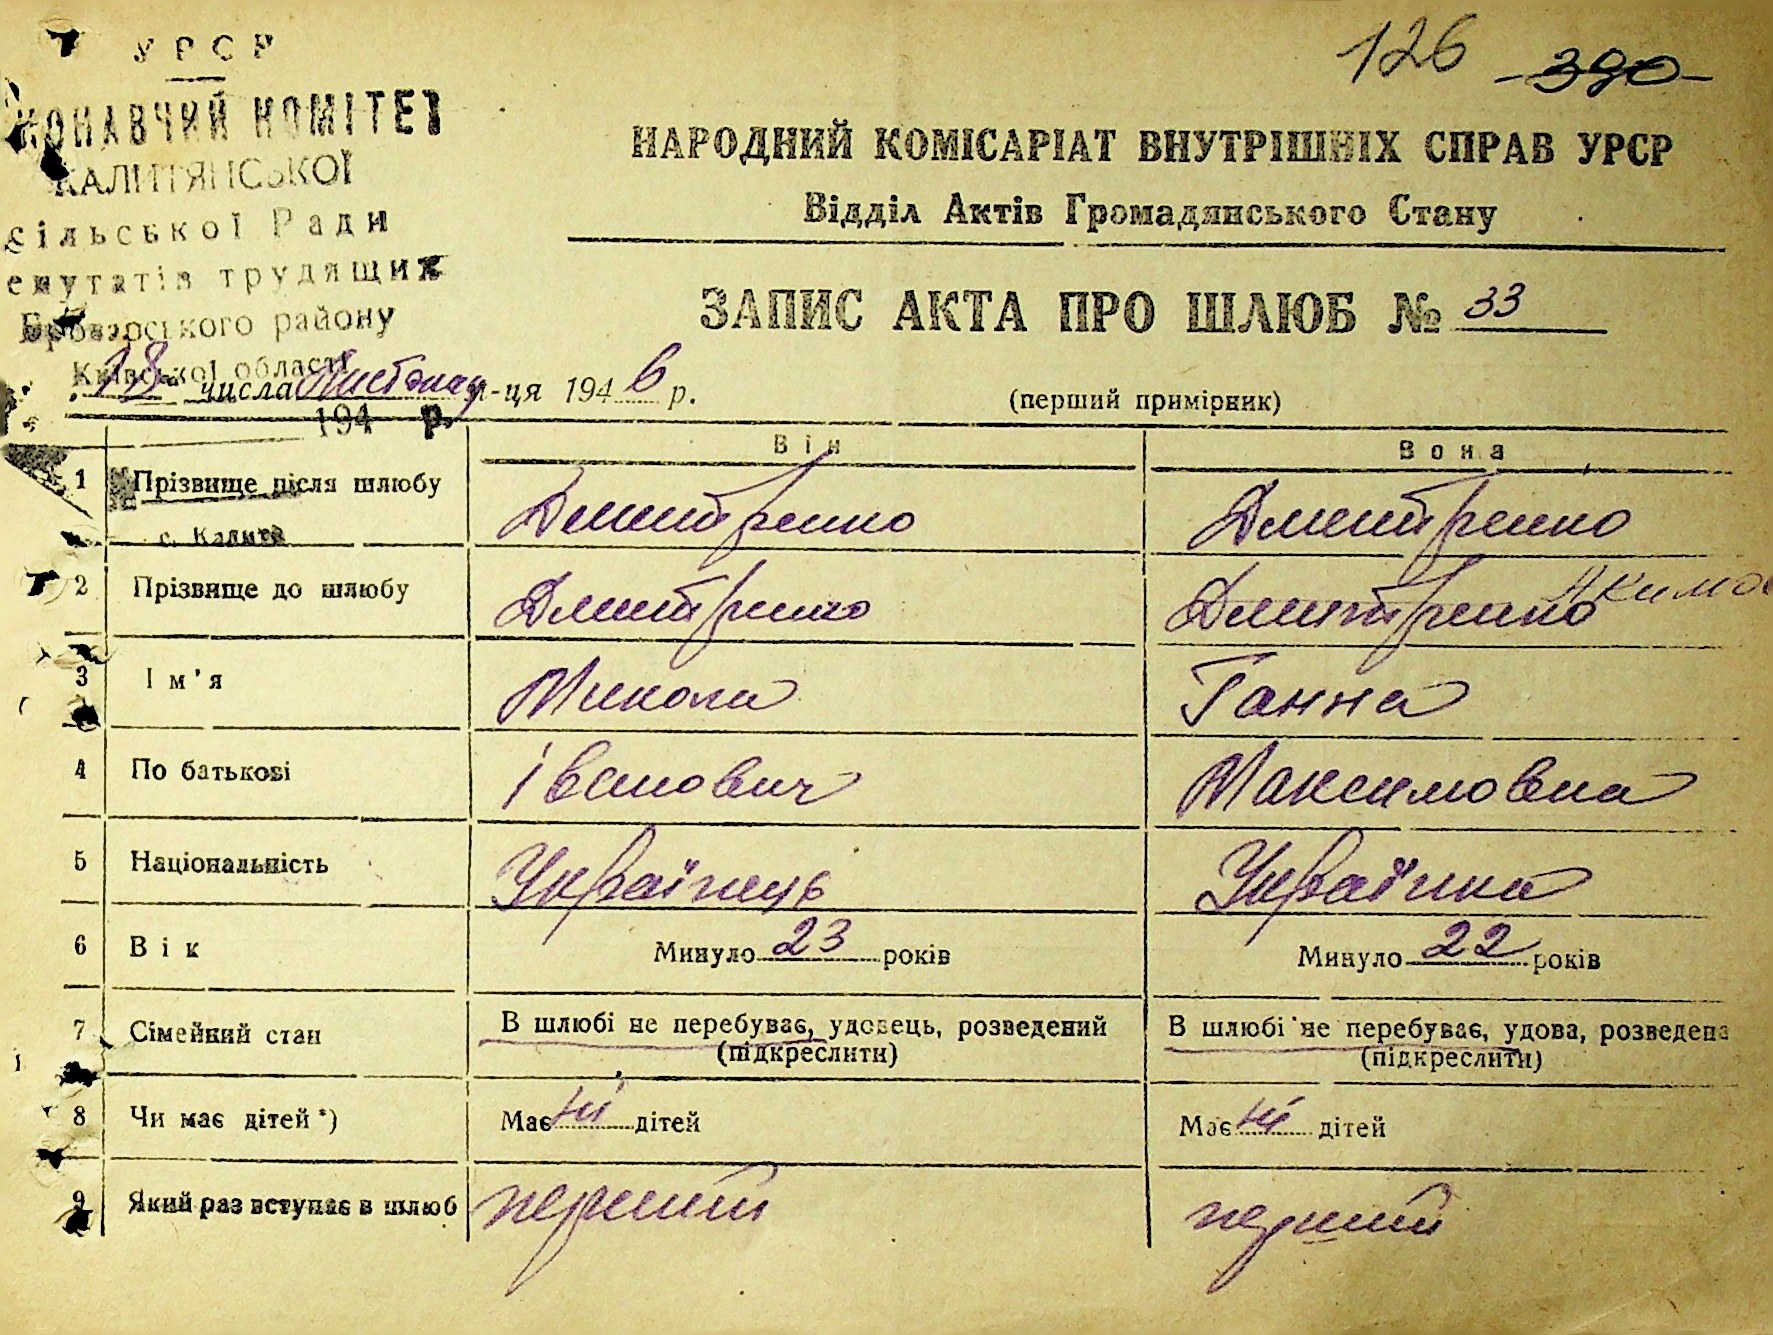 126 390
УРСР
КОНАВЧИЙ КОМІТЕТ
КАЛИТЯНСЬКОЇ
сільської Ради
епутатів трудящих
Броварського району
Київської області
194 р.
НАРОДНИЙ КОМІСАРІАТ ВНУТРІШНІХ СПРАВ УРСР
Відділ Актів Громадянського Стану
ЗАПИС АКТА ПРО ШЛЮБ № 33
18 числа Листопад м-ця 1946 р.
(перший примірник)
Він Вона
1 Прізвище після шлюбу Дмитренко Дмитренко
с. Калита
2 Прізвище до шлюбу Дмитренко Дмитренко
3 Ім'я Микола Ганна
4 По батькові Іванович Максимовна
5 Національність Українець Українка
6 Вік Минуло 23 років Минуло 22 років
7 Сімейний стан В шлюбі не перебуває, удовець, розведений В шлюбі не перебуває, удова, розведена
(підкреслити) (підкреслити)
8 Чи має дітей *) Має ні дітей Має ні дітей
9 Який раз вступає в шлюб перший перший